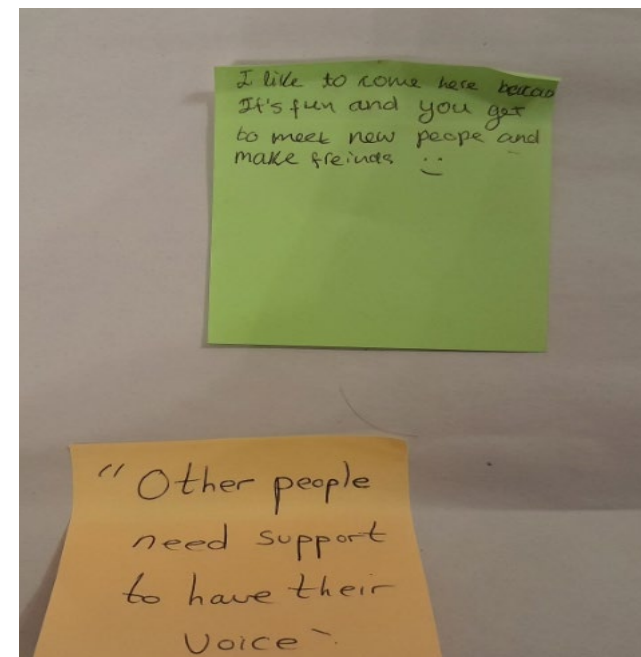 I like to come here
It's fun and you get
to meet new peope and
make freinds :)
"Other people
need support
to have their
Voice".